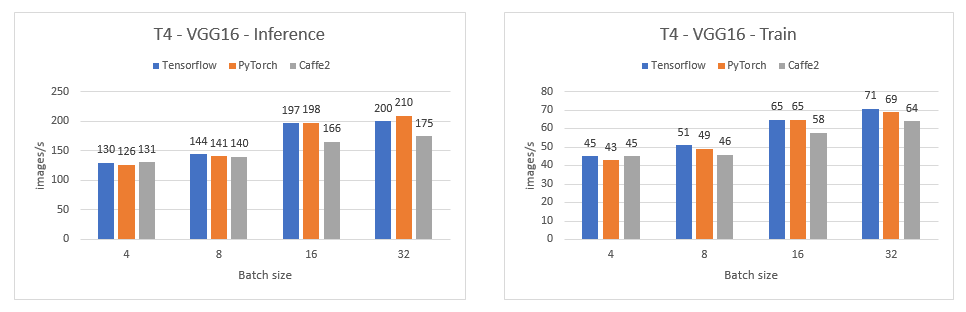 T4 - VGG16 - Inference
Tensorflow PyTorch Caffe2
250
200
150
100
50
0
images/s
130 126 131
144 141 140
197 198 166
200 210 175
4 8 16 32
Batch size
T4 - VGG16 - Train
Tensorflow PyTorch Caffe2
80
70
60
50
40
30
20
10
0
images/s
45 43 45
51 49 46
65 65 58
71 69 64
4 8 16 32
Batch size